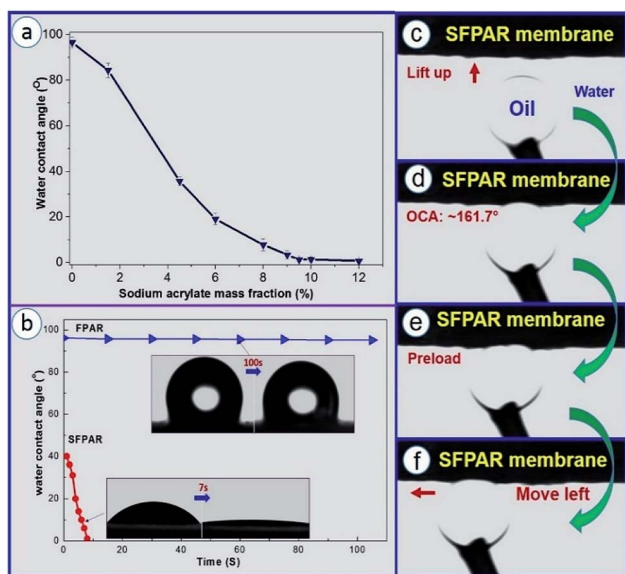 a
Water contact angle (°)
100
80
60
40
20
0
0 2 4 6 8 10 12
Sodium acrylate mass fraction (%)
b
water contact angle (°)
100
80
60
40
20
0
FPAR
100s
SFPAR
7s
0 20 40 60 80 100
Time (S)
c
SFPAR membrane
Lift up
Water
Oil
d
SFPAR membrane
OCA: ~161.7°
e
SFPAR membrane
Preload
f
SFPAR membrane
Move left